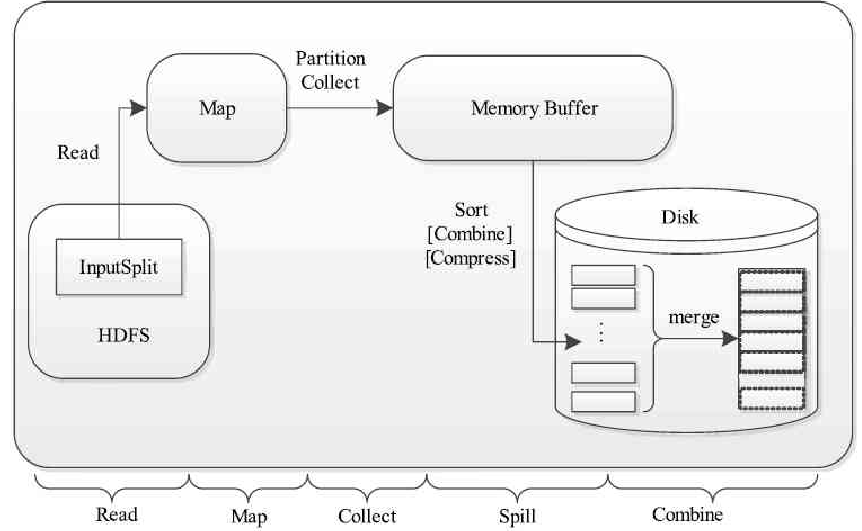 Partition
Collect
Map
Memory Buffer
Read
Sort
[Combine]
[Compress]
Disk
InputSplit
HDFS
merge
Read
Map
Collect
Spill
Combine